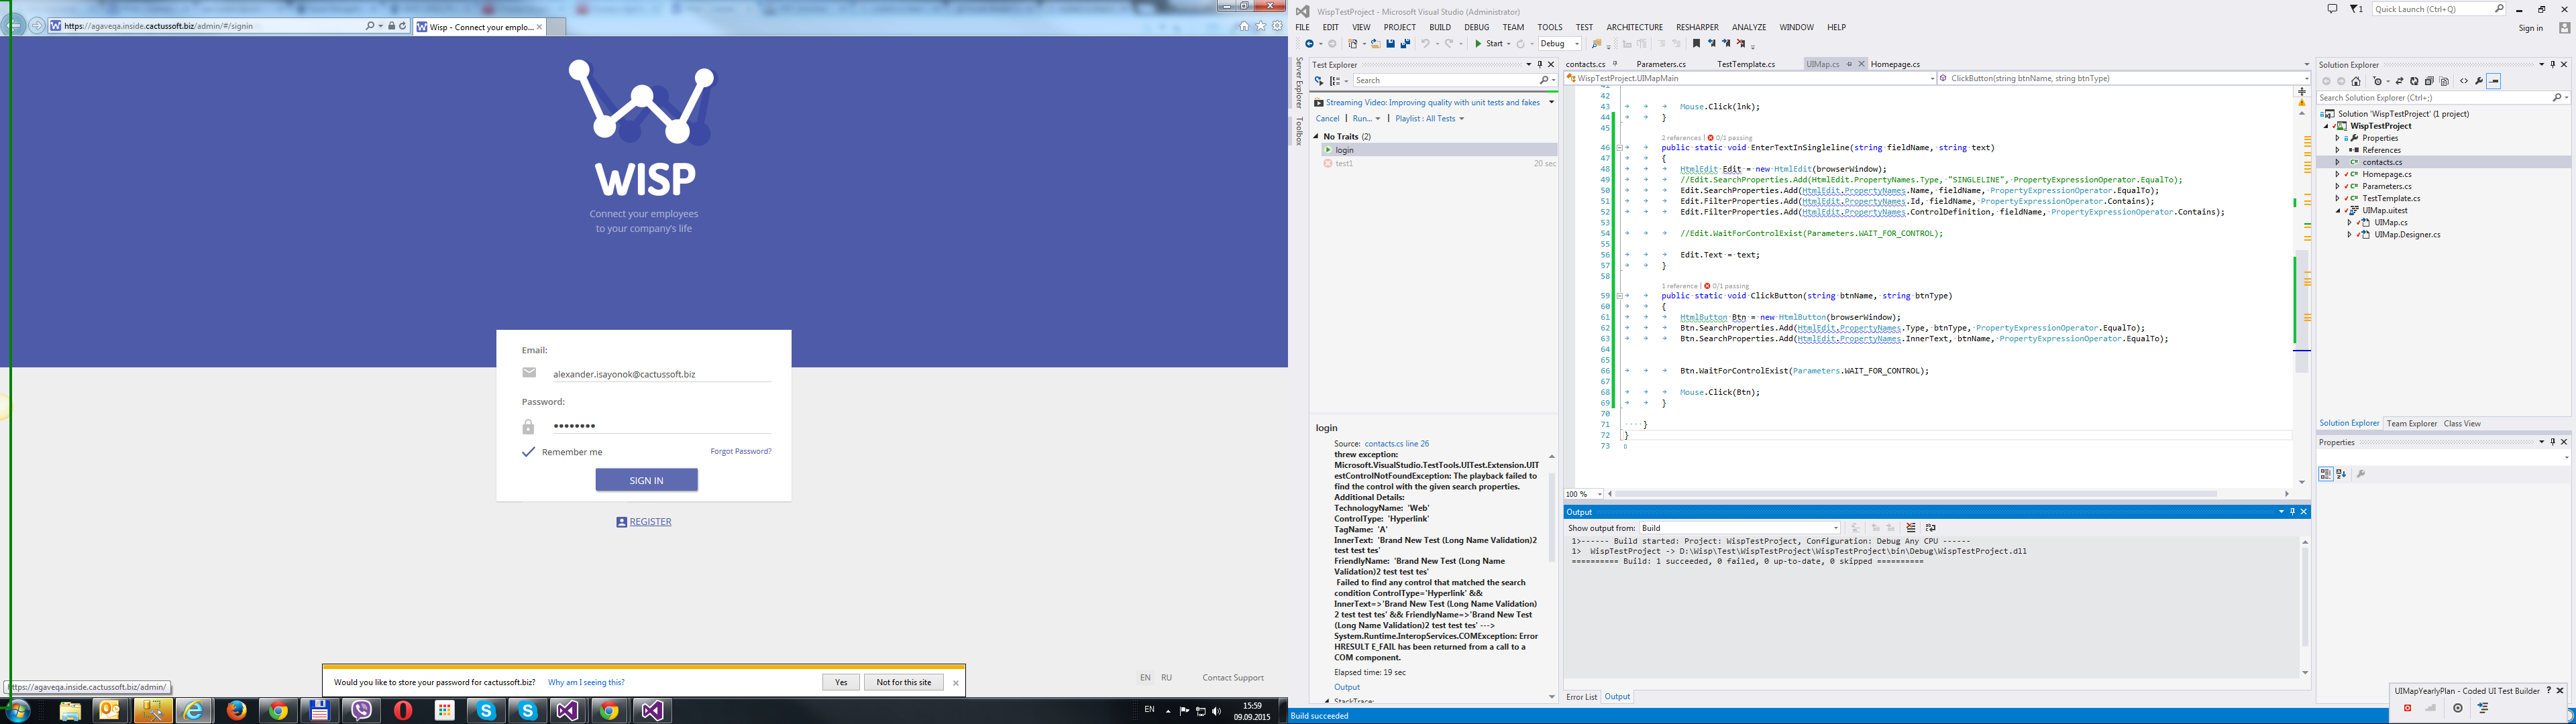 https://agaveqa.inside.cactussoft.biz/admin/#/signin
Wisp - Connect your emplo...
WISP
Connect your employees
to your company's life
Email:
alexander.isayonok@cactussoft.biz
Password:
••••••••
Remember me
Forgot Password?
SIGN IN
REGISTER
EN RU Contact Support
Would you like to store your password for cactussoft.biz? Why am I seeing this? Yes Not for this site
https://agaveqa.inside.cactussoft.biz/admin/
EN
15:59
09.09.2015
WispTestProject - Microsoft Visual Studio (Administrator)
1
Quick Launch (Ctrl+Q)
FILE EDIT VIEW PROJECT BUILD DEBUG TEAM TOOLS TEST ARCHITECTURE RESHARPER ANALYZE WINDOW HELP
Sign in
Start Debug
Server Explorer
Toolbox
Test Explorer
Search
Streaming Video: Improving quality with unit tests and fakes
Cancel | Run... | Playlist : All Tests
No Traits (2)
login
test1 20 sec
login
Source: contacts.cs line 26
threw exception:
Microsoft.VisualStudio.TestTools.UITest.Extension.UIT
estControlNotFoundException: The playback failed to
find the control with the given search properties.
Additional Details:
TechnologyName: 'Web'
ControlType: 'Hyperlink'
TagName: 'A'
InnerText: 'Brand New Test (Long Name Validation)2
test test tes'
FriendlyName: 'Brand New Test (Long Name
Validation)2 test test tes'
Failed to find any control that matched the search
condition ControlType='Hyperlink' &&
InnerText=>'Brand New Test (Long Name Validation)
2 test test tes' && FriendlyName=>'Brand New Test
(Long Name Validation)2 test test tes' --->
System.Runtime.InteropServices.COMException: Error
HRESULT E_FAIL has been returned from a call to a
COM component.
Elapsed time: 19 sec
Output
StackTrace:
contacts.cs Parameters.cs TestTemplate.cs UIMap.cs Homepage.cs
WispTestProject.UIMapMain ClickButton(string btnName, string btnType)
42
43 Mouse.Click(lnk);
44 }
45
2 references | 0/1 passing
46 public static void EnterTextInSingleline(string fieldName, string text)
47 {
48 HtmlEdit Edit = new HtmlEdit(browserWindow);
49 //Edit.SearchProperties.Add(HtmlEdit.PropertyNames.Type, "SINGLELINE", PropertyExpressionOperator.EqualTo);
50 Edit.SearchProperties.Add(HtmlEdit.PropertyNames.Name, fieldName, PropertyExpressionOperator.EqualTo);
51 Edit.FilterProperties.Add(HtmlEdit.PropertyNames.Id, fieldName, PropertyExpressionOperator.Contains);
52 Edit.FilterProperties.Add(HtmlEdit.PropertyNames.ControlDefinition, fieldName, PropertyExpressionOperator.Contains);
53
54 //Edit.WaitForControlExist(Parameters.WAIT_FOR_CONTROL);
55
56 Edit.Text = text;
57 }
58
1 reference | 0/1 passing
59 public static void ClickButton(string btnName, string btnType)
60 {
61 HtmlButton Btn = new HtmlButton(browserWindow);
62 Btn.SearchProperties.Add(HtmlEdit.PropertyNames.Type, btnType, PropertyExpressionOperator.EqualTo);
63 Btn.SearchProperties.Add(HtmlEdit.PropertyNames.InnerText, btnName, PropertyExpressionOperator.EqualTo);
64
65
66 Btn.WaitForControlExist(Parameters.WAIT_FOR_CONTROL);
67
68 Mouse.Click(Btn);
69 }
70
71 }
72 }
73
100 %
Output
Show output from: Build
1>------ Build started: Project: WispTestProject, Configuration: Debug Any CPU ------
1> WispTestProject -> D:\Wisp\Test\WispTestProject\WispTestProject\bin\Debug\WispTestProject.dll
========== Build: 1 succeeded, 0 failed, 0 up-to-date, 0 skipped ==========
Error List Output
Build succeeded
Solution Explorer
Search Solution Explorer (Ctrl+;)
Solution 'WispTestProject' (1 project)
WispTestProject
Properties
References
contacts.cs
Homepage.cs
Parameters.cs
TestTemplate.cs
UIMap.uitest
UIMap.cs
UIMap.Designer.cs
Solution Explorer Team Explorer Class View
Properties
UIMapYearlyPlan - Coded UI Test Builder ?